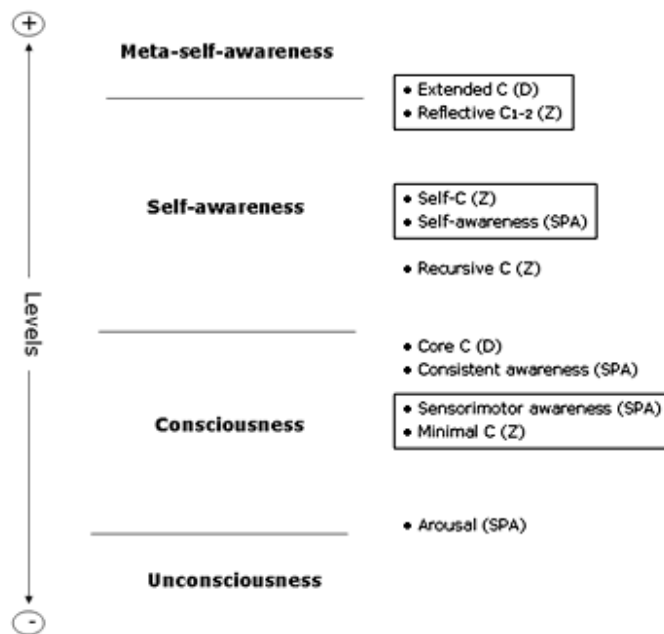 +
Meta-self-awareness
• Extended C (D)
• Reflective C1-2 (Z)
Self-awareness
• Self-C (Z)
• Self-awareness (SPA)
• Recursive C (Z)
Levels
• Core C (D)
• Consistent awareness (SPA)
Consciousness
• Sensorimotor awareness (SPA)
• Minimal C (Z)
• Arousal (SPA)
Unconsciousness
-